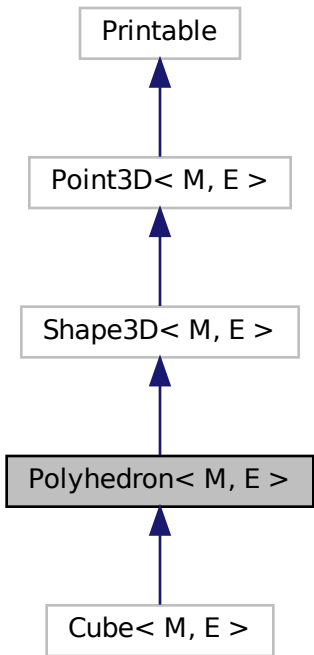 Printable
Point3D< M, E >
Shape3D< M, E >
Polyhedron< M, E >
Cube< M, E >